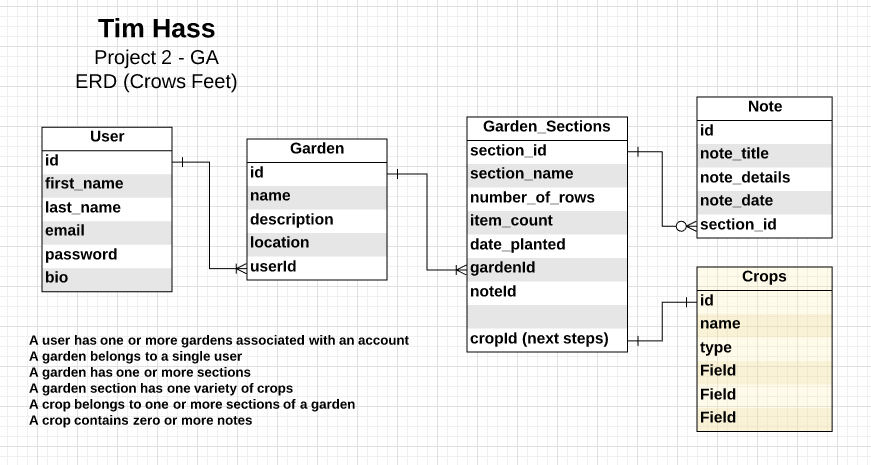 Tim Hass
Project 2 - GA
ERD (Crows Feet)
User
id
first_name
last_name
email
password
bio
Garden
id
name
description
location
userId
Garden_Sections
section_id
section_name
number_of_rows
item_count
date_planted
gardenId
noteId
cropId (next steps)
Note
id
note_title
note_details
note_date
section_id
Crops
id
name
type
Field
Field
Field
A user has one or more gardens associated with an account
A garden belongs to a single user
A garden has one or more sections
A garden section has one variety of crops
A crop belongs to one or more sections of a garden
A crop contains zero or more notes